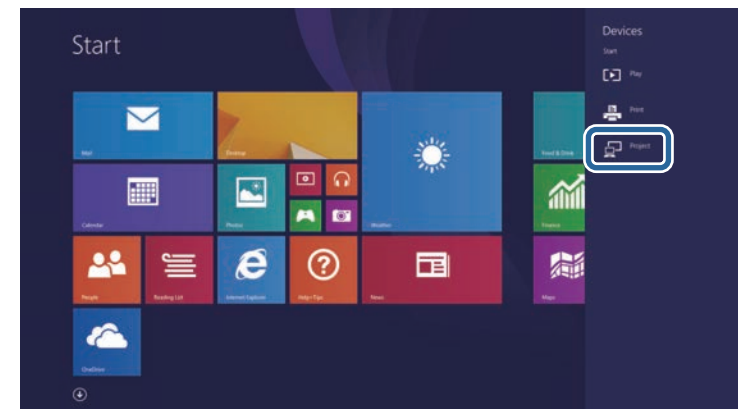 Start
Devices
Start
Play
Print
Project
Mail
Desktop
Food & Drink
Calendar
Photos
Weather
Finance
People
Reading List
Internet Explorer
Help+Tips
News
Maps
OneDrive